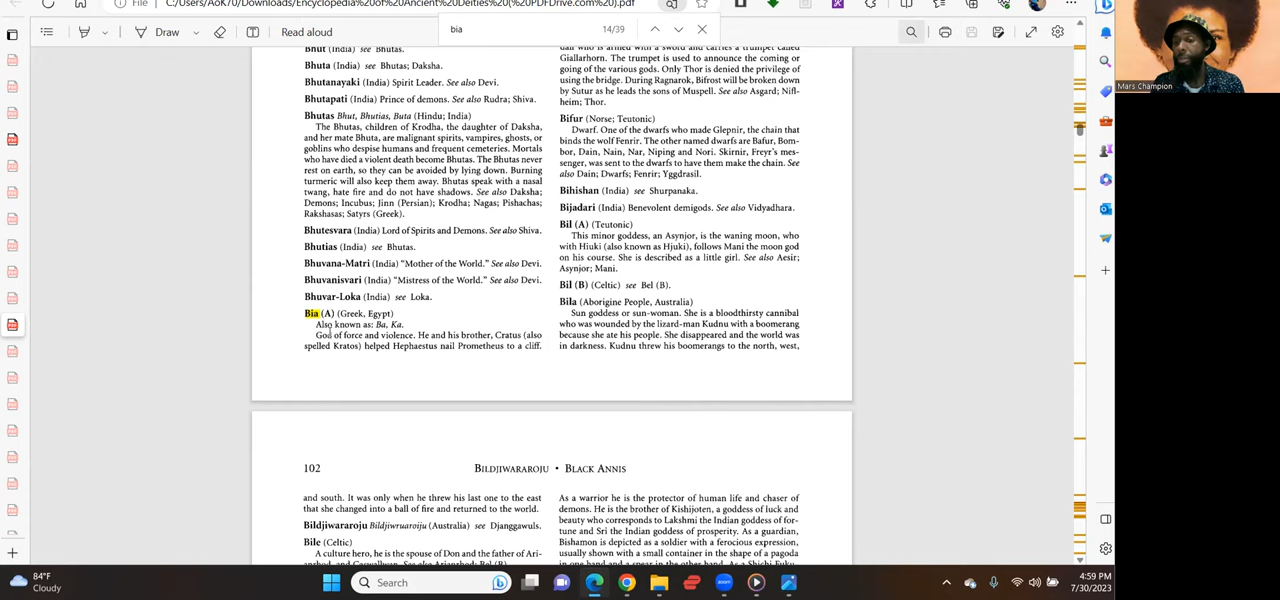 File
C:/Users/AoK70/Downloads/Encyclopedia%20of%20Ancient%20Deities%20(%20PDFDrive.com%20).pdf
Draw
Read aloud
bia
14/39
Mars Champion
Bhut (India) see Bhutas.
Bhuta (India) see Bhutas; Daksha.
Bhutanayaki (India) Spirit Leader. See also Devi.
Bhutapati (India) Prince of demons. See also Rudra; Shiva.
Bhutas Bhut, Bhutias, Buta (Hindu; India)
The Bhutas, children of Krodha, the daughter of Daksha,
and her mate Bhuta, are malignant spirits, vampires, ghosts, or
goblins who despise humans and frequent cemeteries. Mortals
who have died a violent death become Bhutas. The Bhutas never
rest on earth, so they can be avoided by lying down. Burning
turmeric will also keep them away. Bhutas speak with a nasal
twang, hate fire and do not have shadows. See also Daksha;
Demons; Incubus; Jinn (Persian); Krodha; Nagas; Pishachas;
Rakshasas; Satyrs (Greek).
Bhutesvara (India) Lord of Spirits and Demons. See also Shiva.
Bhutias (India) see Bhutas.
Bhuvana-Matri (India) “Mother of the World.” See also Devi.
Bhuvanisvari (India) “Mistress of the World.” See also Devi.
Bhuvar-Loka (India) see Loka.
Bia (A) (Greek, Egypt)
Also known as: Ba, Ka.
God of force and violence. He and his brother, Cratus (also
spelled Kratos) helped Hephaestus nail Prometheus to a cliff.
dall who is armed with a sword and carries a trumpet called
Giallarhorn. The trumpet is used to announce the coming or
going of the various gods. Only Thor is denied the privilege of
using the bridge. During Ragnarok, Bifrost will be broken down
by Sutur as he leads the sons of Muspell. See also Asgard; Nifl-
heim; Thor.
Bifur (Norse; Teutonic)
Dwarf. One of the dwarfs who made Glepnir, the chain that
binds the wolf Fenrir. The other named dwarfs are Bafur, Bom-
bor, Dain, Nain, Nar, Niping and Nori. Skirnir, Freyr’s mes-
senger, was sent to the dwarfs to have them make the chain. See
also Dain; Dwarfs; Fenrir; Yggdrasil.
Bihishan (India) see Shurpanaka.
Bijadari (India) Benevolent demigods. See also Vidyadhara.
Bil (A) (Teutonic)
This minor goddess, an Asynjor, is the waning moon, who
with Hiuki (also known as Hjuki), follows Mani the moon god
on his course. She is described as a little girl. See also Aesir;
Asynjor; Mani.
Bil (B) (Celtic) see Bel (B).
Bila (Aborigine People, Australia)
Sun goddess or sun-woman. She is a bloodthirsty cannibal
who was wounded by the lizard-man Kudnu with a boomerang
because she ate his people. She disappeared and the world was
in darkness. Kudnu threw his boomerangs to the north, west,
102
BILDJIWARAROJU • BLACK ANNIS
and south. It was only when he threw his last one to the east
that she changed into a ball of fire and returned to the world.
Bildjiwararoju Bildjiwruaroiju (Australia) see Djanggawuls.
Bile (Celtic)
A culture hero, he is the spouse of Don and the father of Ari-
As a warrior he is the protector of human life and chaser of
demons. He is the brother of Kishijoten, a goddess of luck and
beauty who corresponds to Lakshmi the Indian goddess of for-
tune and Sri the Indian goddess of prosperity. As a guardian,
Bishamon is depicted as a soldier with a ferocious expression,
usually shown with a small container in the shape of a pagoda
in one hand and a spear in the other hand. As a Shichi Fuku-
84°F
Cloudy
Search
zoom
4:59 PM
7/30/2023